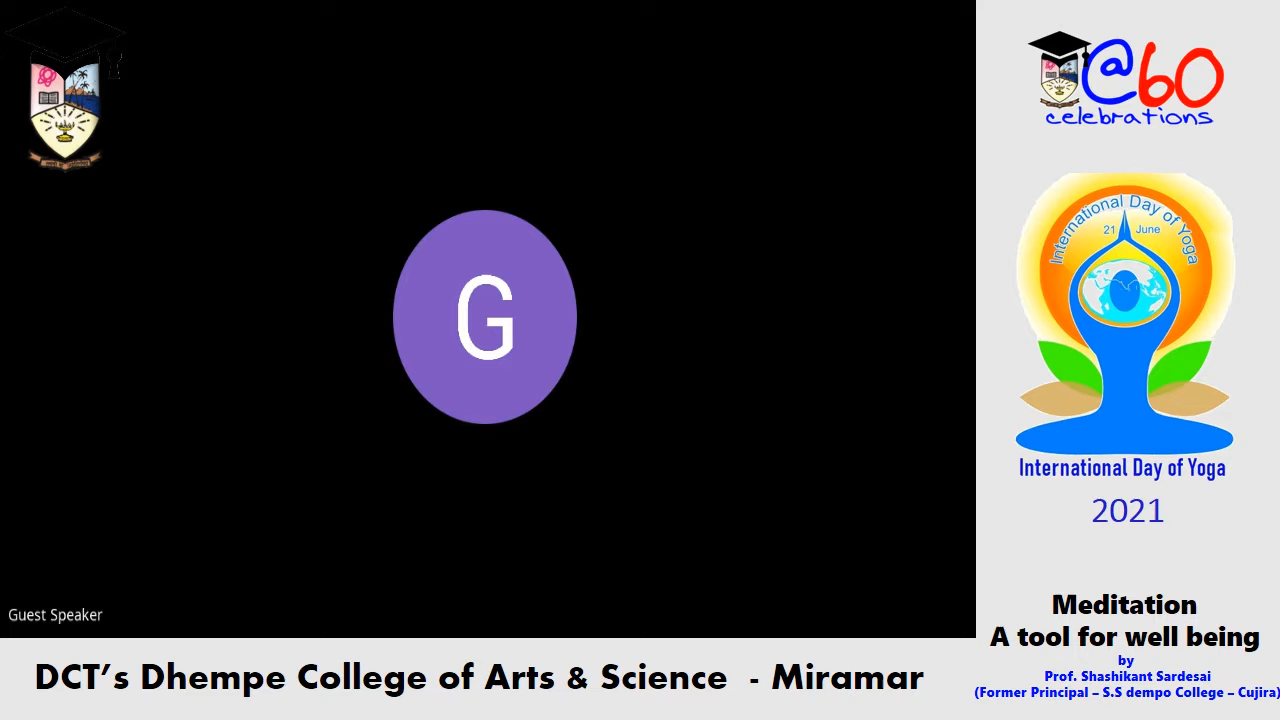 G
Guest Speaker
DCT's Dhempe College of Arts & Science - Miramar
@60
celebrations
International Day of Yoga
21 June
International Day of Yoga
2021
Meditation
A tool for well being
by
Prof. Shashikant Sardesai
(Former Principal – S.S dempo College – Cujira)